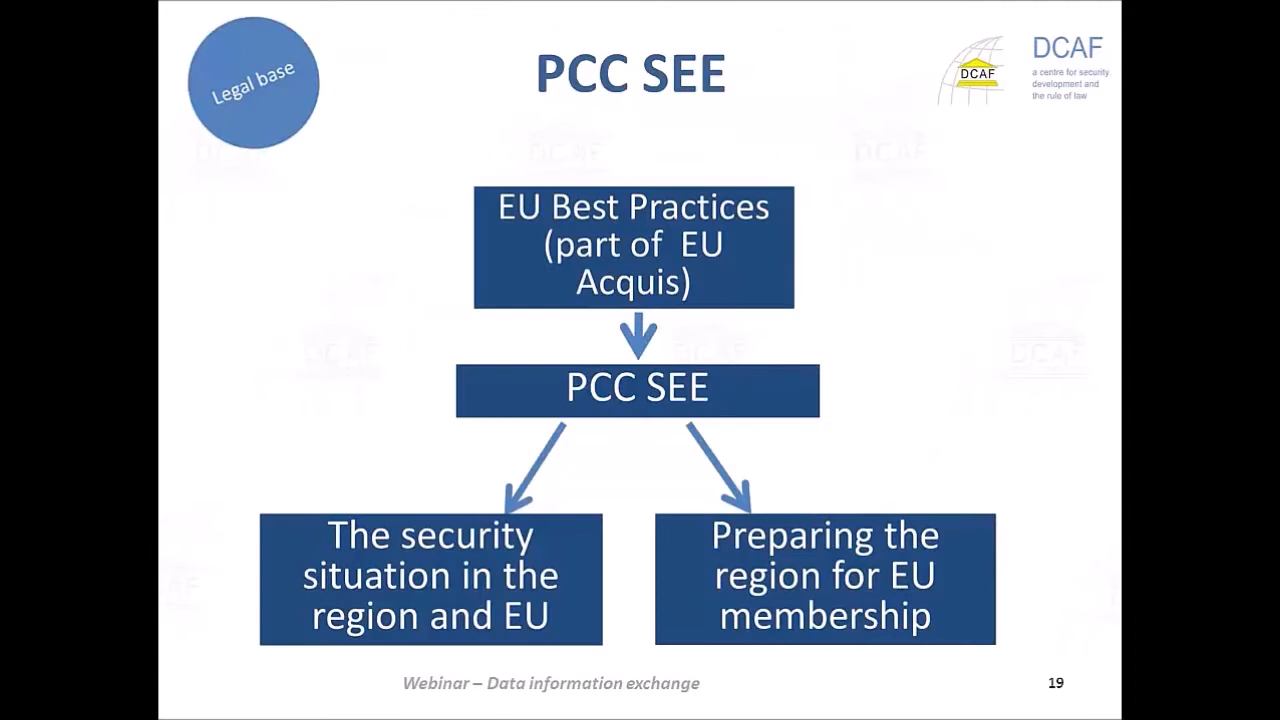 Legal base
PCC SEE
DCAF
DCAF
a centre for security
development and
the rule of law
EU Best Practices
(part of EU
Acquis)
PCC SEE
The security
situation in the
region and EU
Preparing the
region for EU
membership
Webinar – Data information exchange
19